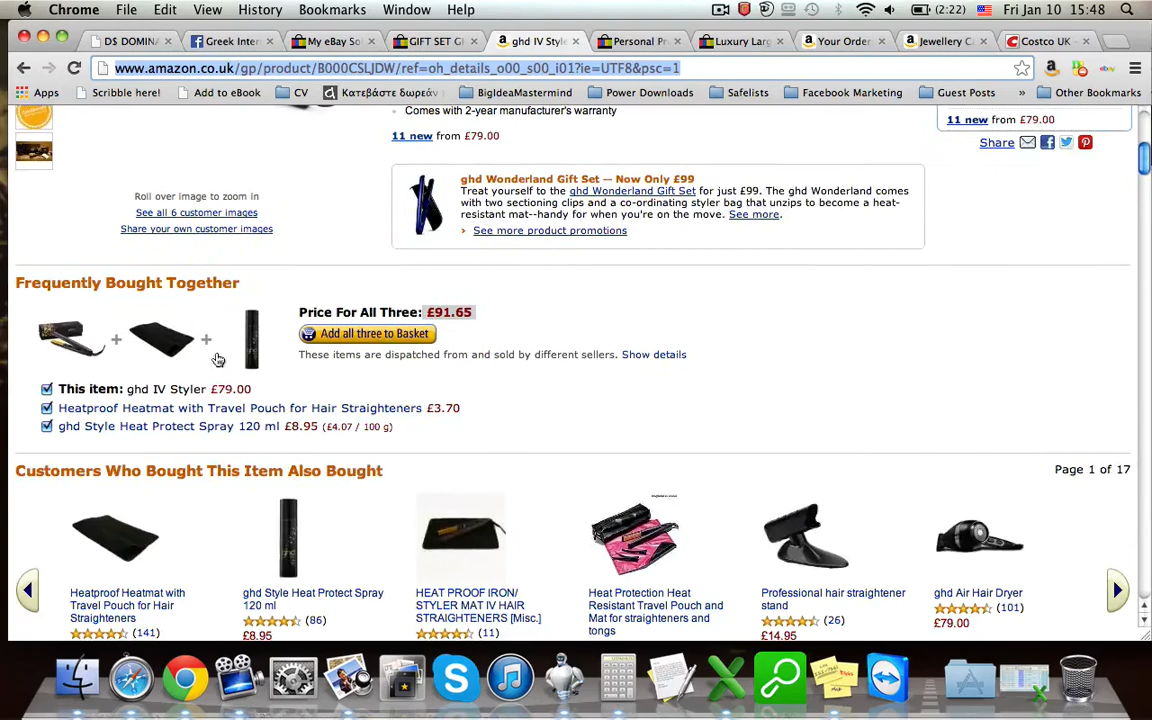 Chrome File Edit View History Bookmarks Window Help (2:22) Fri Jan 10 15:48
D$ DOMINA Greek Inter My eBay So GIFT SET G ghd IV Style Personal Pr Luxury Larg Your Order Jewellery C Costco UK –
www.amazon.co.uk/gp/product/B000CSLJDW/ref=oh_details_o00_s00_i01?ie=UTF8&psc=1
Apps Scribble here! Add to eBook CV Κατεβάστε δωρεάν BigIdeaMastermind Power Downloads Safelists Facebook Marketing Guest Posts » Other Bookmarks
Comes with 2-year manufacturer's warranty
11 new from £79.00
11 new from £79.00
Share
ghd Wonderland Gift Set — Now Only £99
Treat yourself to the ghd Wonderland Gift Set for just £99. The ghd Wonderland comes
with two sectioning clips and a co-ordinating styler bag that unzips to become a heat-
resistant mat--handy for when you're on the move. See more.
See more product promotions
Roll over image to zoom in
See all 6 customer images
Share your own customer images
Frequently Bought Together
Price For All Three: £91.65
Add all three to Basket
These items are dispatched from and sold by different sellers. Show details
This item: ghd IV Styler £79.00
Heatproof Heatmat with Travel Pouch for Hair Straighteners £3.70
ghd Style Heat Protect Spray 120 ml £8.95 (£4.07 / 100 g)
Customers Who Bought This Item Also Bought
Page 1 of 17
Heatproof Heatmat with
Travel Pouch for Hair
Straighteners
(141)
ghd Style Heat Protect Spray
120 ml
(86)
£8.95
HEAT PROOF IRON/
STYLER MAT IV HAIR
STRAIGHTENERS [Misc.]
(11)
Heat Protection Heat
Resistant Travel Pouch and
Mat for straighteners and
tongs
Professional hair straightener
stand
(26)
£14.95
ghd Air Hair Dryer
(101)
£79.00